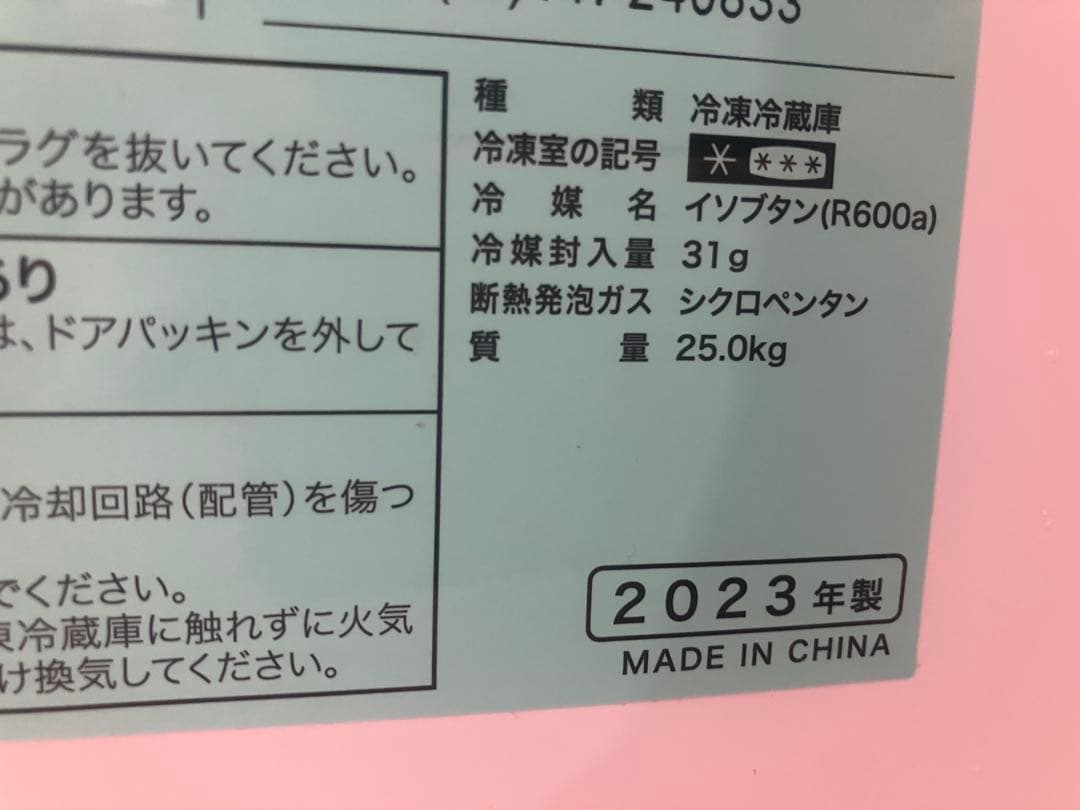 ラグを抜いてください。
があります。
り
は、ドアパッキンを外して
冷却回路(配管)を傷つ
でください。
東冷蔵庫に触れずに火気
け換気してください。
種類 冷凍冷蔵庫
冷凍室の記号 * ***
冷媒名 イソブタン(R600a)
冷媒封入量 31g
断熱発泡ガス シクロペンタン
質量 25.0kg
2023年製
MADE IN CHINA